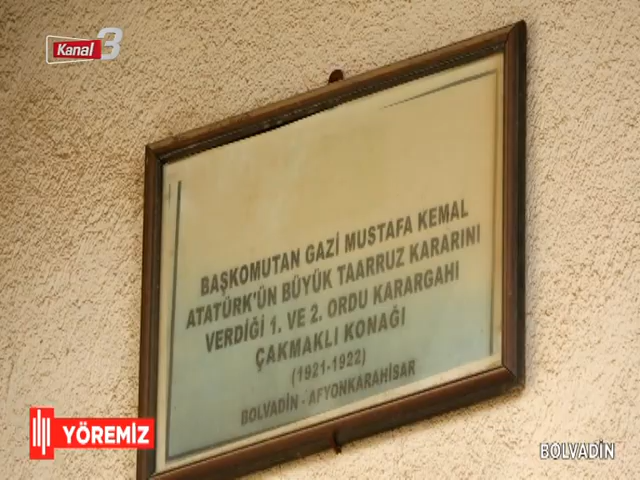 Kanal 3
BAŞKOMUTAN GAZİ MUSTAFA KEMAL
ATATÜRK'ÜN BÜYÜK TAARRUZ KARARINI
VERDİĞİ 1. VE 2. ORDU KARARGAHI
ÇAKMAKLI KONAĞI
(1921-1922)
BOLVADİN - AFYONKARAHİSAR
YÖREMİZ
BOLVADİN